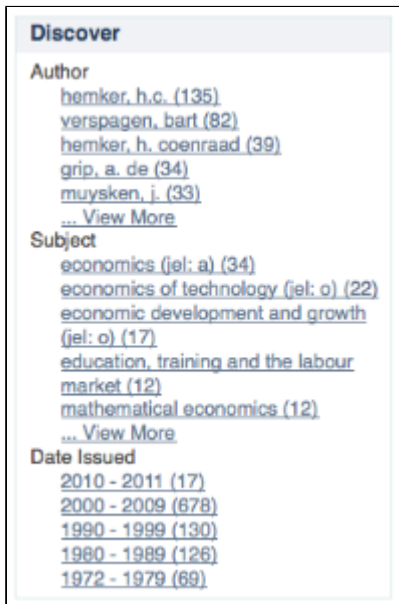 Discover
Author
hemker, h.c. (135)
verspagen, bart (82)
hemker, h. coenraad (39)
grip, a. de (34)
muysken, j. (33)
... View More
Subject
economics (jel: a) (34)
economics of technology (jel: o) (22)
economic development and growth
(jel: o) (17)
education, training and the labour
market (12)
mathematical economics (12)
... View More
Date Issued
2010 - 2011 (17)
2000 - 2009 (678)
1990 - 1999 (130)
1980 - 1989 (126)
1972 - 1979 (69)